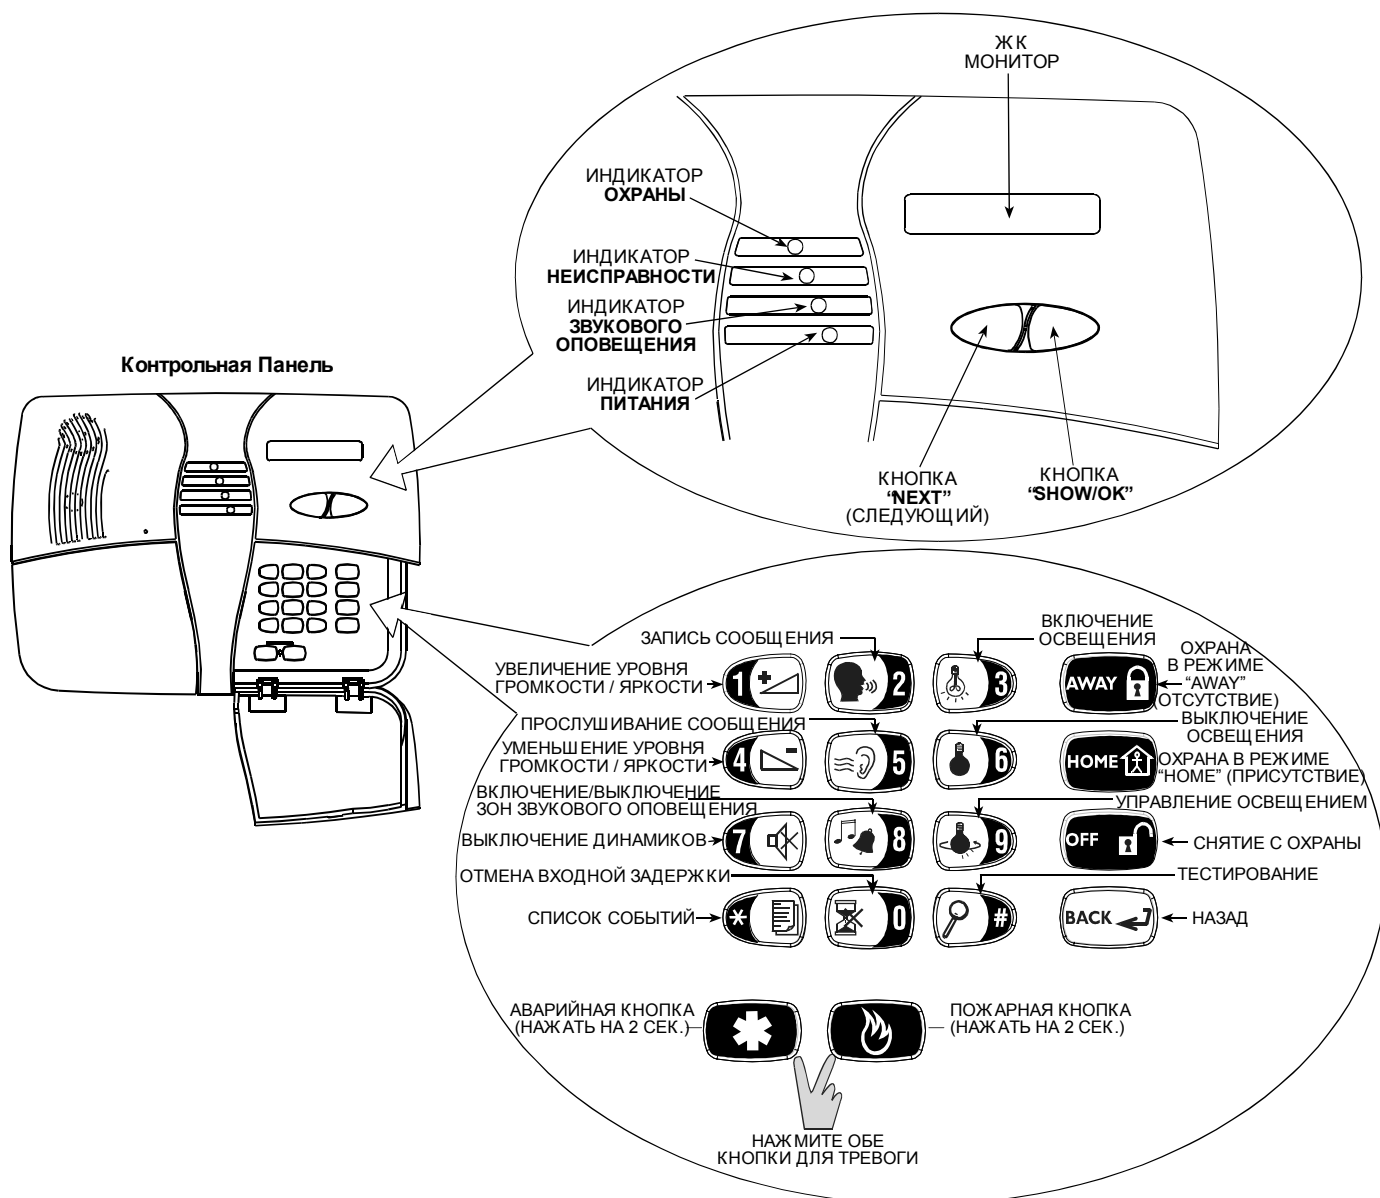 ЖК
МОНИТОР
ИНДИКАТОР
ОХРАНЫ
ИНДИКАТОР
НЕИСПРАВНОСТИ
ИНДИКАТОР
ЗВУКОВОГО
ОПОВЕЩЕНИЯ
ИНДИКАТОР
ПИТАНИЯ
КНОПКА
“NEXT”
(СЛЕДУЮЩИЙ)
КНОПКА
“SHOW/OK”
Контрольная Панель
ЗАПИСЬ СООБЩЕНИЯ
ВКЛЮЧЕНИЕ
ОСВЕЩЕНИЯ
УВЕЛИЧЕНИЕ УРОВНЯ
ГРОМКОСТИ / ЯРКОСТИ
1
2
3
AWAY
ОХРАНА
В РЕЖИМЕ
“AWAY”
(ОТСУТСТВИЕ)
ПРОСЛУШИВАНИЕ СООБЩЕНИЯ
ВЫКЛЮЧЕНИЕ
ОСВЕЩЕНИЯ
УМЕНЬШЕНИЕ УРОВНЯ
ГРОМКОСТИ / ЯРКОСТИ
4
5
6
HOME
ОХРАНА В РЕЖИМЕ
“HOME” (ПРИСУТСТВИЕ)
ВКЛЮЧЕНИЕ/ВЫКЛЮЧЕНИЕ
ЗОН ЗВУКОВОГО ОПОВЕЩЕНИЯ
УПРАВЛЕНИЕ ОСВЕЩЕНИЕМ
ВЫКЛЮЧЕНИЕ ДИНАМИКОВ
7
8
9
OFF
СНЯТИЕ С ОХРАНЫ
ОТМЕНА ВХОДНОЙ ЗАДЕРЖКИ
ТЕСТИРОВАНИЕ
СПИСОК СОБЫТИЙ
*
0
#
BACK
НАЗАД
АВАРИЙНАЯ КНОПКА
(НАЖАТЬ НА 2 СЕК.)
ПОЖАРНАЯ КНОПКА
(НАЖАТЬ НА 2 СЕК.)
НАЖМИТЕ ОБЕ
КНОПКИ ДЛЯ ТРЕВОГИ